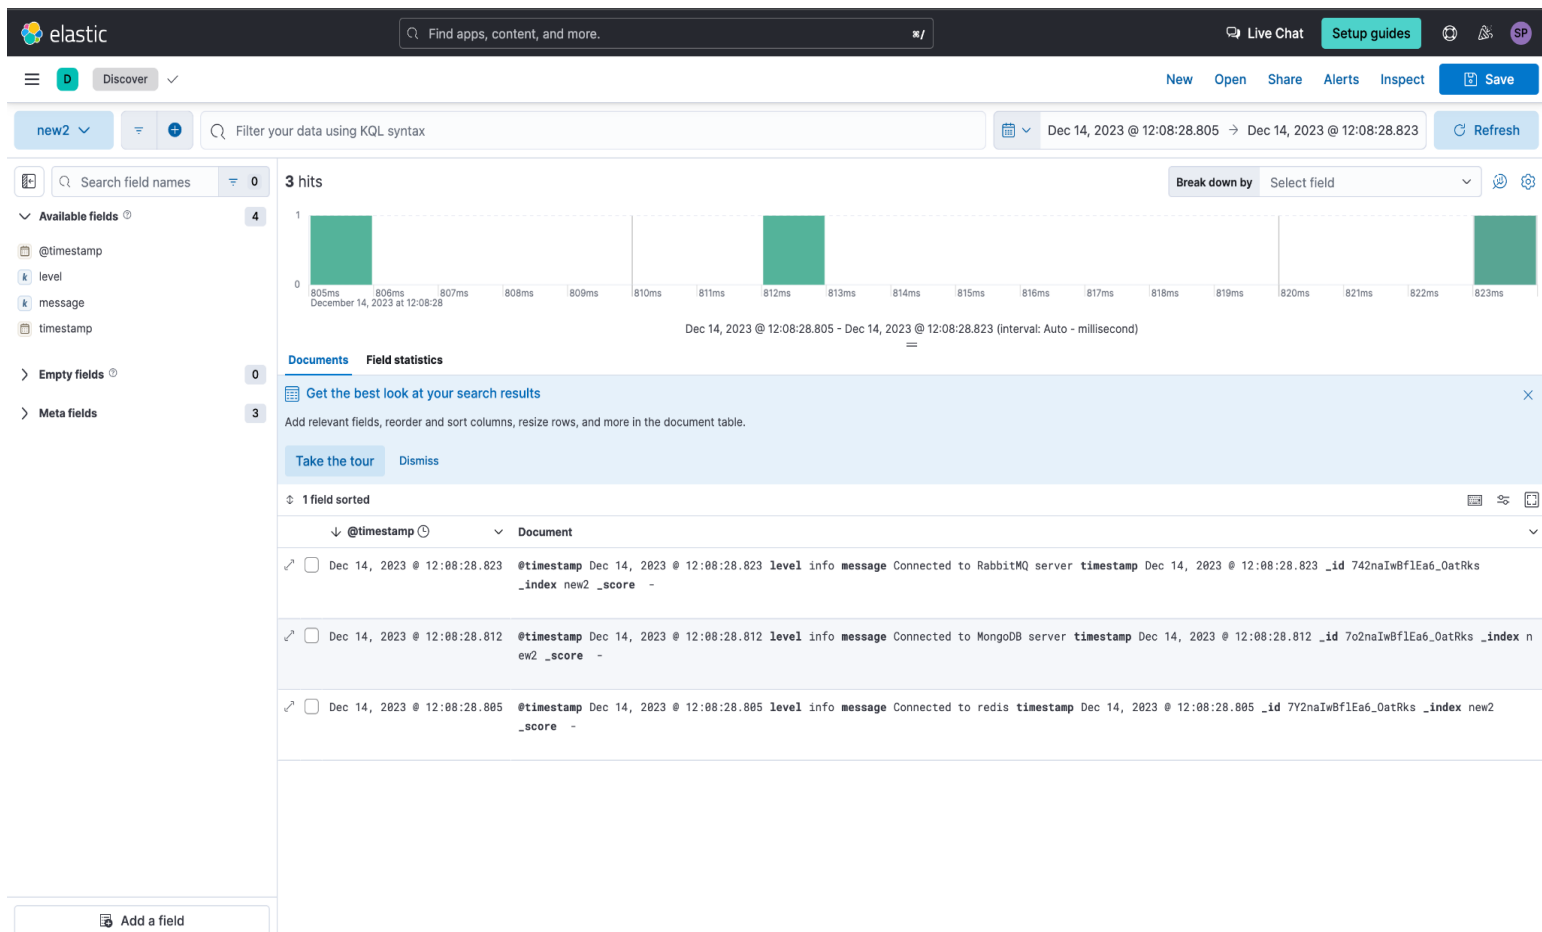 elastic
Find apps, content, and more.
⌘/
Live Chat
Setup guides
SP
D
Discover
New
Open
Share
Alerts
Inspect
Save
new2
Filter your data using KQL syntax
Dec 14, 2023 @ 12:08:28.805 → Dec 14, 2023 @ 12:08:28.823
Refresh
Search field names
0
Available fields
4
@timestamp
k level
k message
timestamp
Empty fields
0
Meta fields
3
Add a field
3 hits
Break down by
Select field
1
0
805ms 806ms 807ms 808ms 809ms 810ms 811ms 812ms 813ms 814ms 815ms 816ms 817ms 818ms 819ms 820ms 821ms 822ms 823ms
December 14, 2023 at 12:08:28
Dec 14, 2023 @ 12:08:28.805 - Dec 14, 2023 @ 12:08:28.823 (interval: Auto - millisecond)
Documents
Field statistics
Get the best look at your search results
Add relevant fields, reorder and sort columns, resize rows, and more in the document table.
Take the tour
Dismiss
1 field sorted
@timestamp
Document
Dec 14, 2023 @ 12:08:28.823 @timestamp Dec 14, 2023 @ 12:08:28.823 level info message Connected to RabbitMQ server timestamp Dec 14, 2023 @ 12:08:28.823 _id 742naIwBflEa6_OatRks
_index new2 _score -
Dec 14, 2023 @ 12:08:28.812 @timestamp Dec 14, 2023 @ 12:08:28.812 level info message Connected to MongoDB server timestamp Dec 14, 2023 @ 12:08:28.812 _id 7o2naIwBflEa6_OatRks _index n
ew2 _score -
Dec 14, 2023 @ 12:08:28.805 @timestamp Dec 14, 2023 @ 12:08:28.805 level info message Connected to redis timestamp Dec 14, 2023 @ 12:08:28.805 _id 7Y2naIwBflEa6_OatRks _index new2
_score -